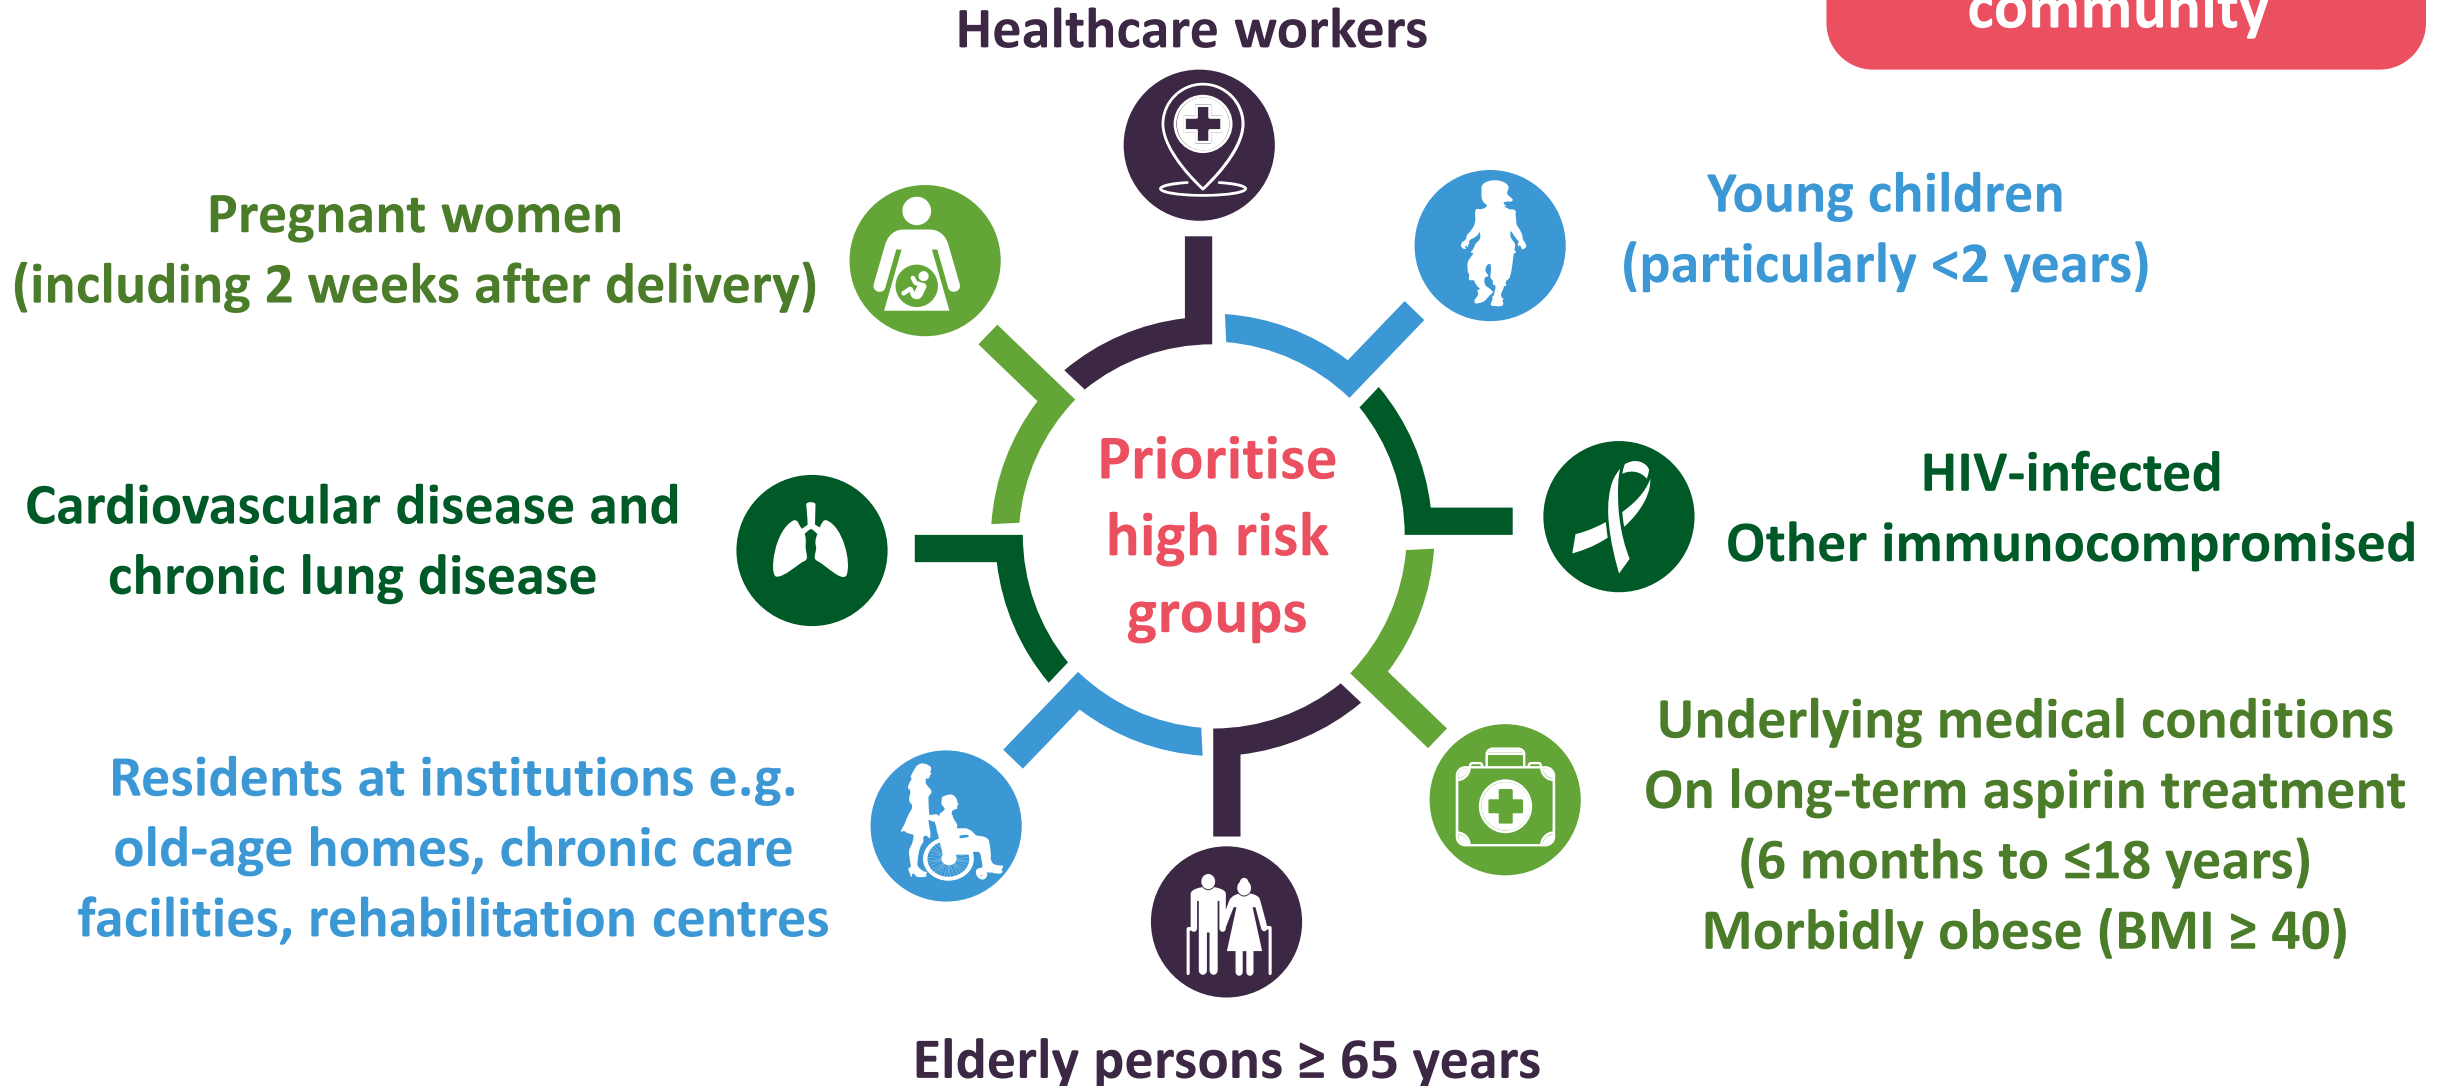 community
Healthcare workers
Young children
(particularly <2 years)
HIV-infected
Other immunocompromised
Underlying medical conditions
On long-term aspirin treatment
(6 months to ≤18 years)
Morbidly obese (BMI ≥ 40)
Elderly persons ≥ 65 years
Residents at institutions e.g.
old-age homes, chronic care
facilities, rehabilitation centres
Cardiovascular disease and
chronic lung disease
Pregnant women
(including 2 weeks after delivery)
Prioritise
high risk
groups